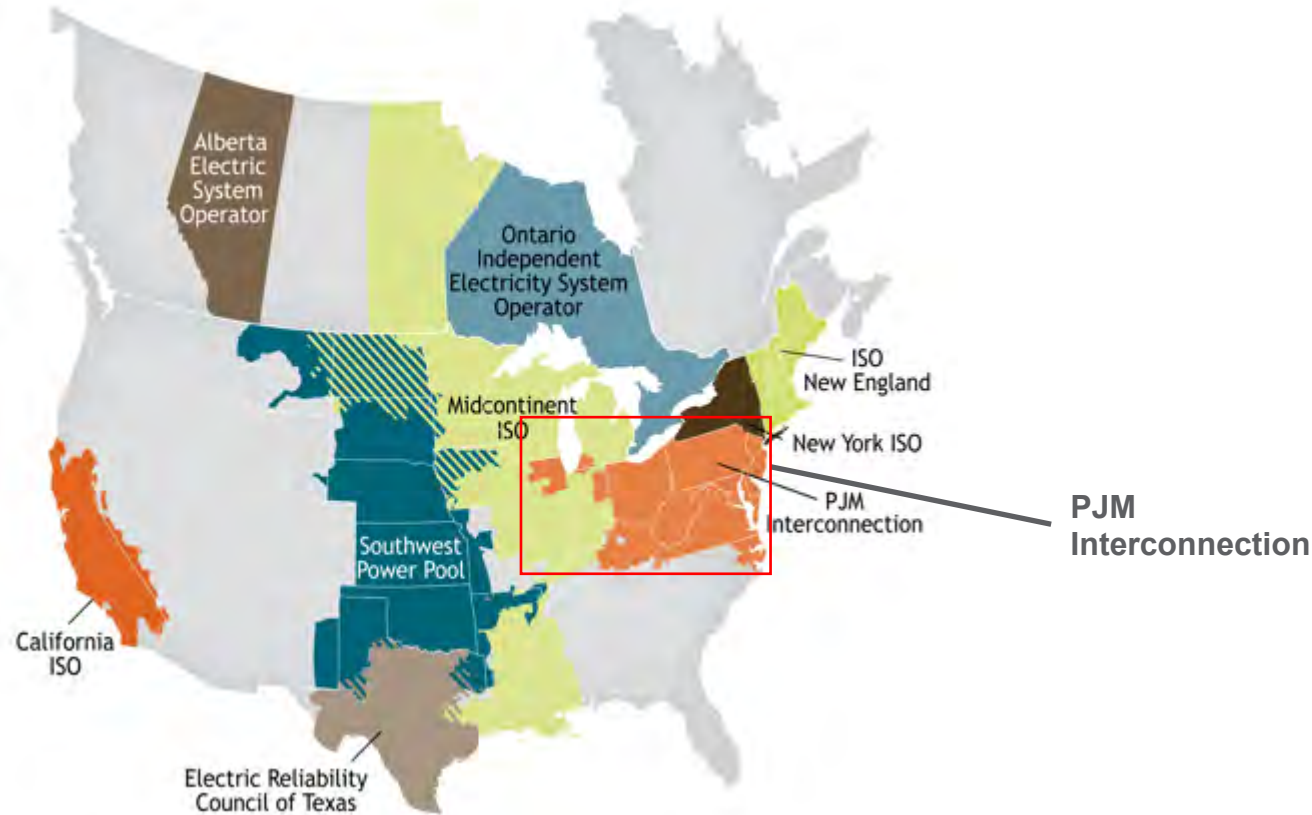 Alberta
Electric
System
Operator
Ontario
Independent
Electricity System
Operator
ISO
New England
Midcontinent
ISO
New York ISO
PJM
Interconnection
PJM
Interconnection
Southwest
Power Pool
California
ISO
Electric Reliability
Council of Texas